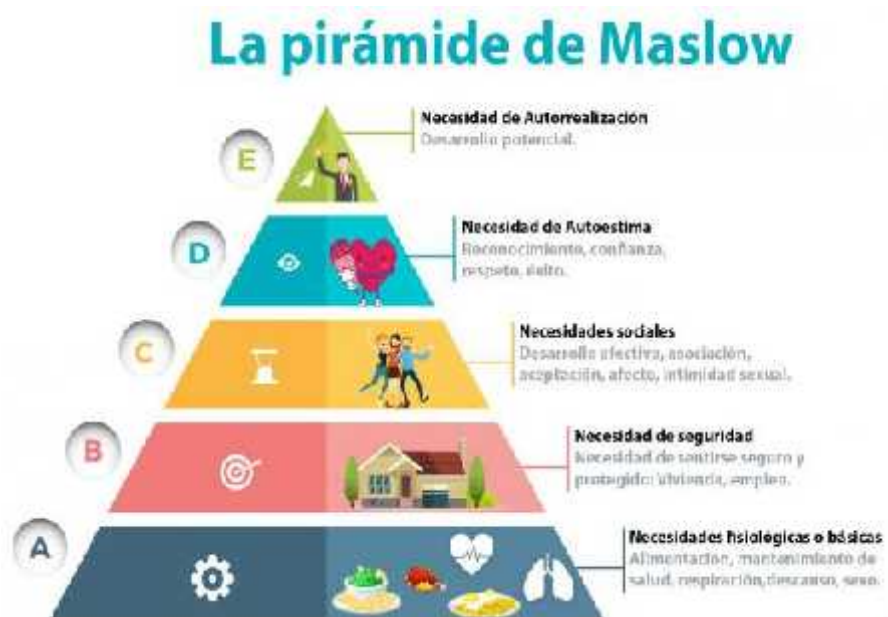 La pirámide de Maslow
E
Necesidad de Autorrealización
Desarrollo potencial.
D
Necesidad de Autoestima
Reconocimiento, confianza,
respeto, éxito.
C
Necesidades sociales
Desarrollo afectivo, asociación,
aceptación, afecto, intimidad sexual.
B
Necesidad de seguridad
Necesidad de sentirse seguro y
protegido: Vivienda, empleo.
A
Necesidades fisiológicas o básicas
Alimentación, mantenimiento de
salud, respiración, descanso, sexo.